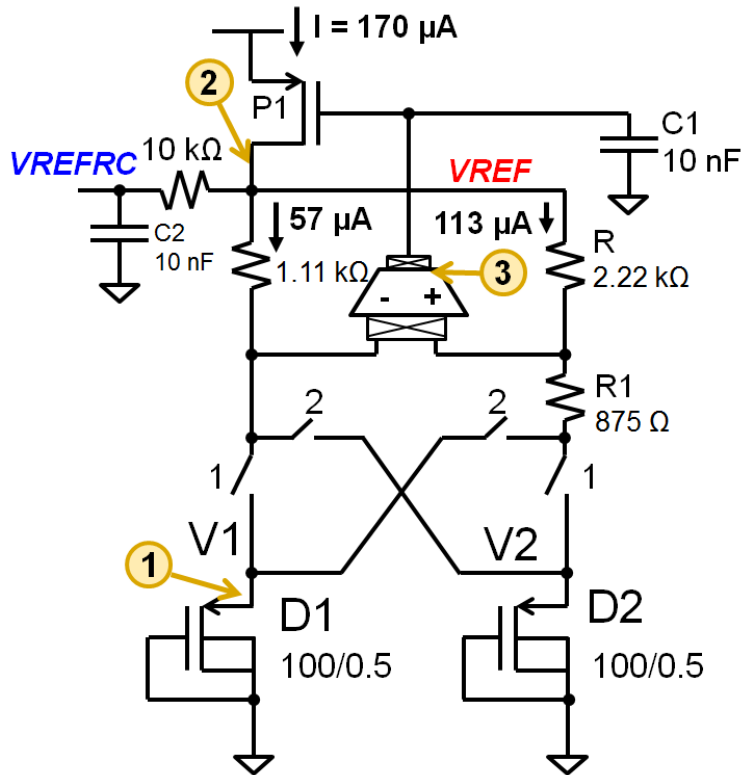 I = 170 µA
2
P1
C1
10 nF
VREFRC
10 kΩ
VREF
C2
10 nF
57 µA
113 µA
1.11 kΩ
3
R
2.22 kΩ
- +
R1
875 Ω
2
2
1
1
V1
V2
1
D1
100/0.5
D2
100/0.5